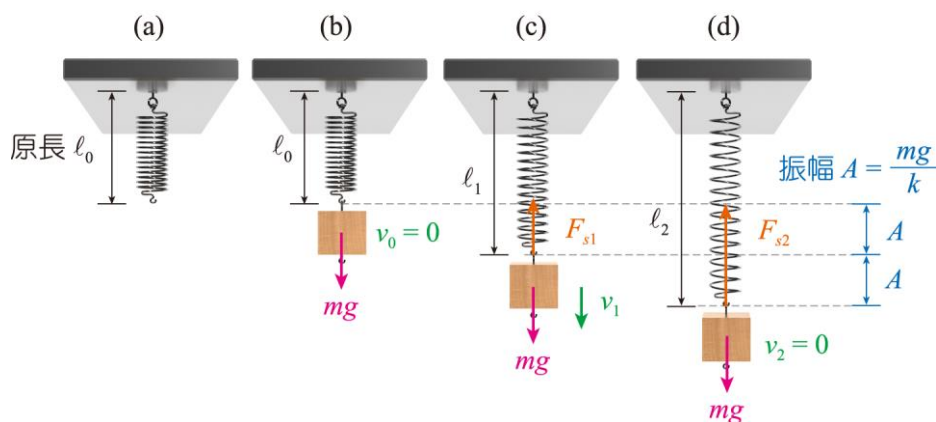 (a)
(b)
(c)
(d)
原長 ℓ₀
ℓ₀
ℓ₁
ℓ₂
振幅 A = mg/k
v₀ = 0
Fₛ₁
Fₛ₂
A
A
mg
v₁
mg
v₂ = 0
mg